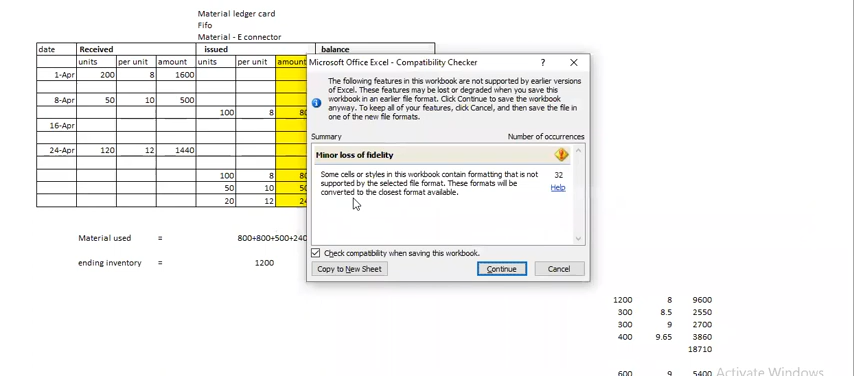 Material ledger card
Fifo
Material - E connector
date Received issued balance
units per unit amount units per unit amount
1-Apr 200 8 1600
8-Apr 50 10 500
100 8 80
16-Apr
24-Apr 120 12 1440
100 8 80
50 10 50
20 12 24
Material used = 800+800+500+240
ending inventory = 1200
Microsoft Office Excel - Compatibility Checker ?
The following features in this workbook are not supported by earlier versions
of Excel. These features may be lost or degraded when you save this
workbook in an earlier file format. Click Continue to save the workbook
anyway. To keep all of your features, click Cancel, and then save the file in
one of the new file formats.
Summary Number of occurrences
Minor loss of fidelity
Some cells or styles in this workbook contain formatting that is not 32
supported by the selected file format. These formats will be Help
converted to the closest format available.
Check compatibility when saving this workbook.
Copy to New Sheet Continue Cancel
1200 8 9600
300 8.5 2550
300 9 2700
400 9.65 3860
18710
600 9 5400
Activate Windows